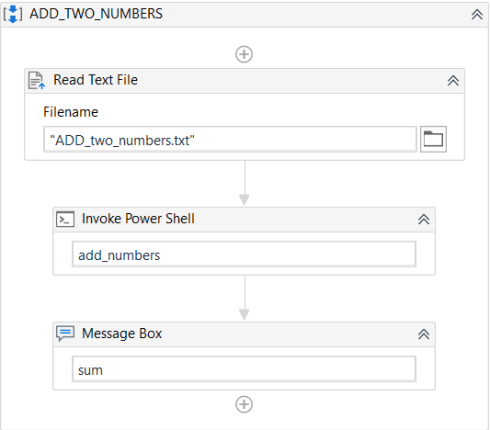 ADD_TWO_NUMBERS
Read Text File
Filename
"ADD_two_numbers.txt"
Invoke Power Shell
add_numbers
Message Box
sum